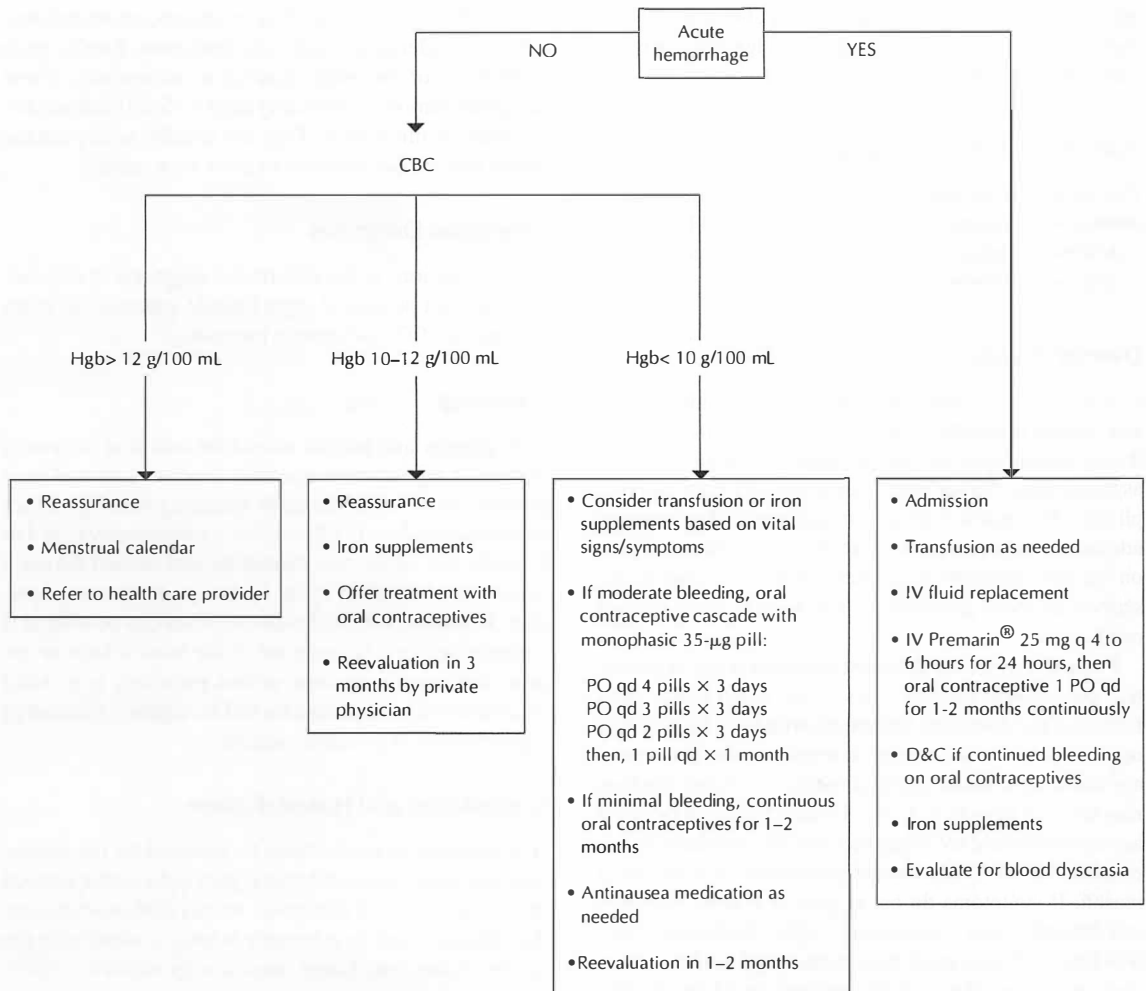 Acute
hemorrhage
NO
YES
CBC
Hgb> 12 g/100 mL
Hgb 10–12 g/100 mL
Hgb< 10 g/100 mL
• Reassurance
• Menstrual calendar
• Refer to health care provider
• Reassurance
• Iron supplements
• Offer treatment with
oral contraceptives
• Reevaluation in 3
months by private
physician
• Consider transfusion or iron
supplements based on vital
signs/symptoms
• If moderate bleeding, oral
contraceptive cascade with
monophasic 35-µg pill:
PO qd 4 pills × 3 days
PO qd 3 pills × 3 days
PO qd 2 pills × 3 days
then, 1 pill qd × 1 month
• If minimal bleeding, continuous
oral contraceptives for 1–2
months
• Antinausea medication as
needed
•Reevaluation in 1–2 months
• Admission
• Transfusion as needed
• IV fluid replacement
• IV Premarin® 25 mg q 4 to
6 hours for 24 hours, then
oral contraceptive 1 PO qd
for 1-2 months continuously
• D&C if continued bleeding
on oral contraceptives
• Iron supplements
• Evaluate for blood dyscrasia